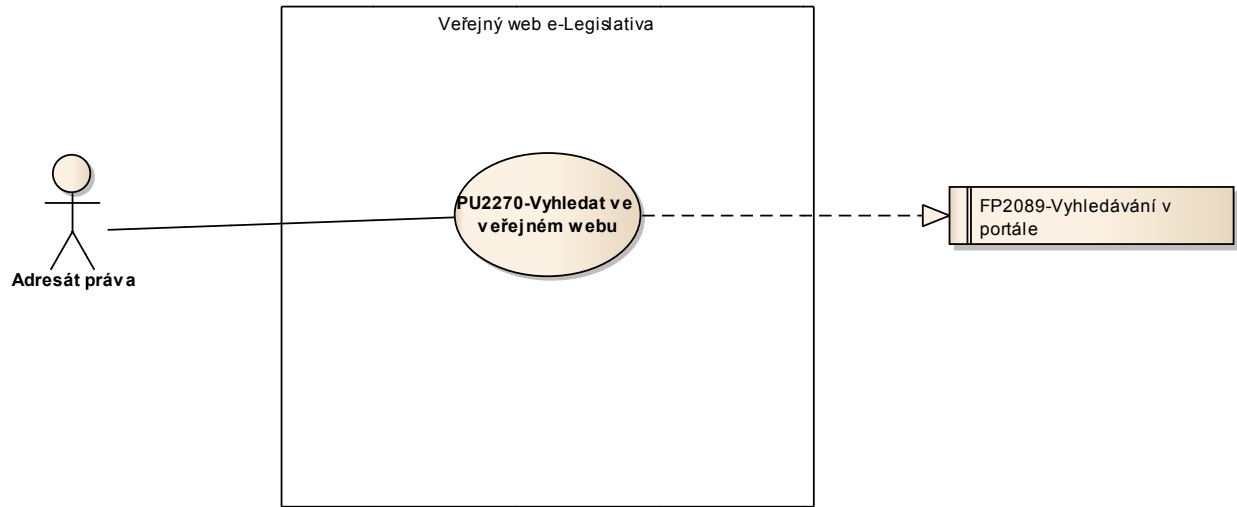 Veřejný web e-Legislativa
PU2270-Vyhledat ve
veřejném webu
FP2089-Vyhledávání v
portále
Adresát práva